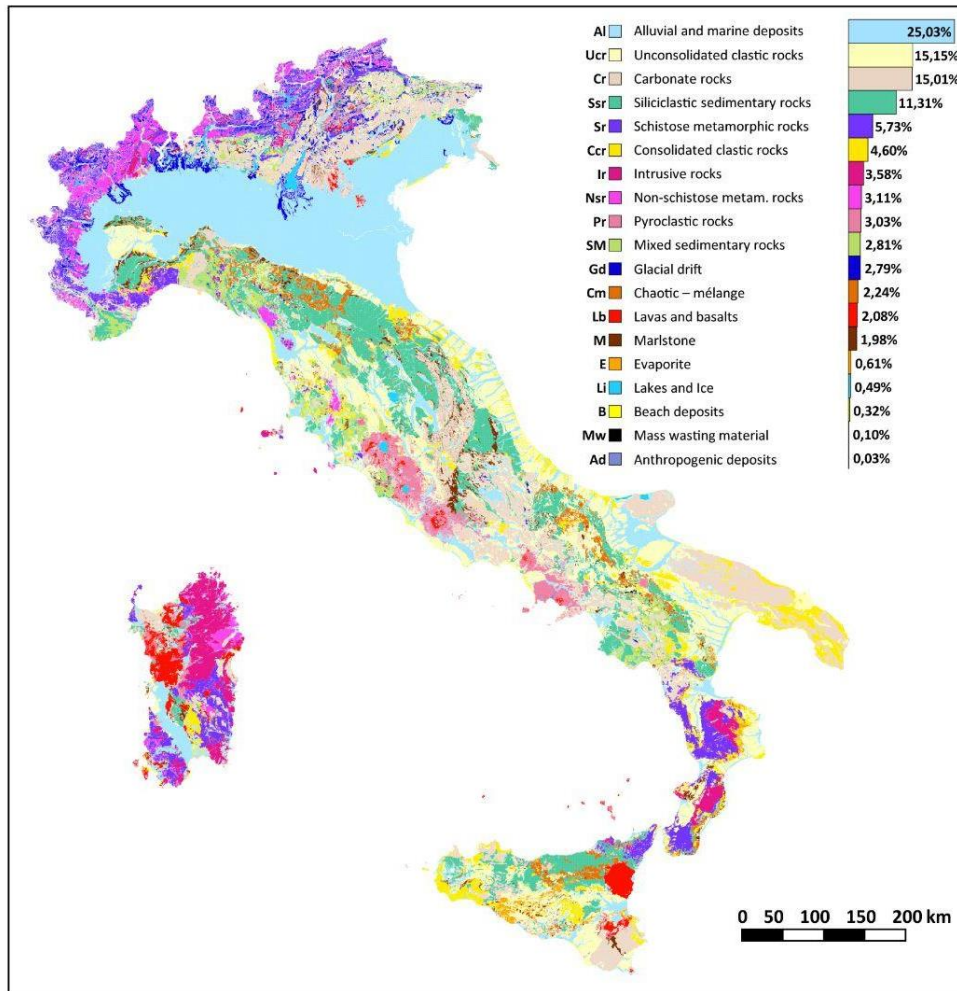 Al Alluvial and marine deposits 25,03%
Ucr Unconsolidated clastic rocks 15,15%
Cr Carbonate rocks 15,01%
Ssr Siliciclastic sedimentary rocks 11,31%
Sr Schistose metamorphic rocks 5,73%
Ccr Consolidated clastic rocks 4,60%
Ir Intrusive rocks 3,58%
Nsr Non-schistose metam. rocks 3,11%
Pr Pyroclastic rocks 3,03%
SM Mixed sedimentary rocks 2,81%
Gd Glacial drift 2,79%
Cm Chaotic – mélange 2,24%
Lb Lavas and basalts 2,08%
M Marlstone 1,98%
E Evaporite 0,61%
Li Lakes and Ice 0,49%
B Beach deposits 0,32%
Mw Mass wasting material 0,10%
Ad Anthropogenic deposits 0,03%
0 50 100 150 200 km